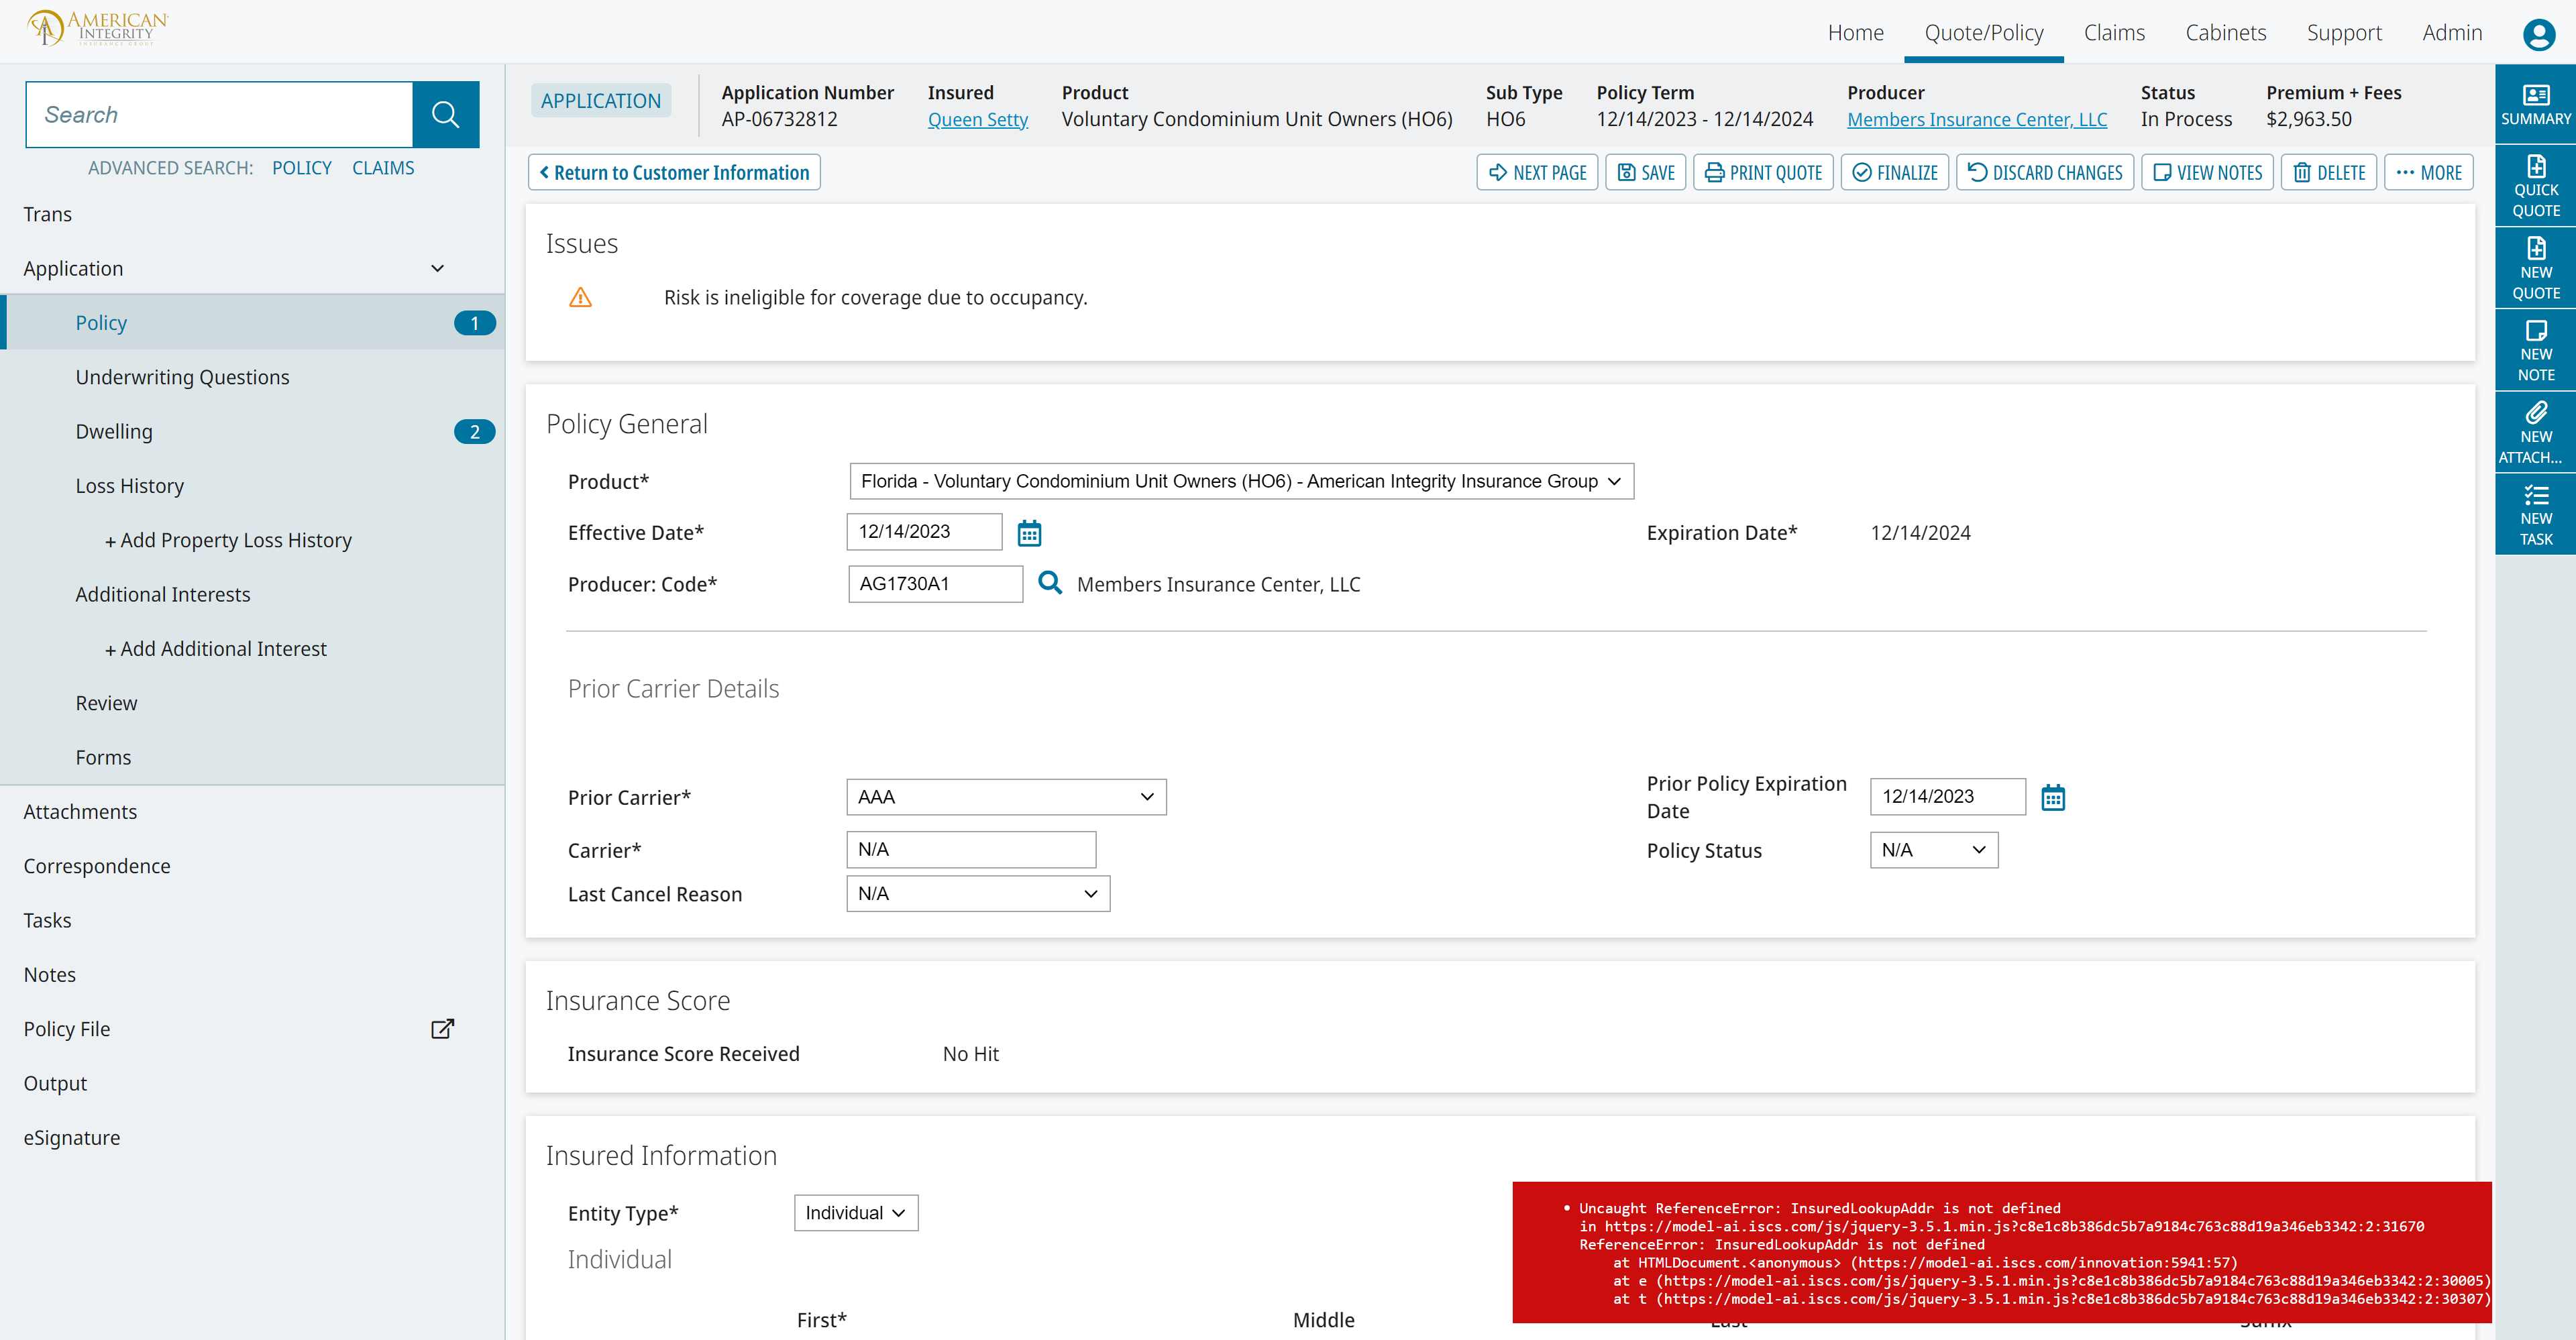 AMERICAN
INTEGRITY
INSURANCE GROUP
Home
Quote/Policy
Claims
Cabinets
Support
Admin
Search
ADVANCED SEARCH: POLICY CLAIMS
Trans
Application
Policy 1
Underwriting Questions
Dwelling 2
Loss History
+ Add Property Loss History
Additional Interests
+ Add Additional Interest
Review
Forms
Attachments
Correspondence
Tasks
Notes
Policy File
Output
eSignature
APPLICATION
Application Number
AP-06732812
Insured
Queen Setty
Product
Voluntary Condominium Unit Owners (HO6)
Sub Type
HO6
Policy Term
12/14/2023 - 12/14/2024
Producer
Members Insurance Center, LLC
Status
In Process
Premium + Fees
$2,963.50
Return to Customer Information
NEXT PAGE
SAVE
PRINT QUOTE
FINALIZE
DISCARD CHANGES
VIEW NOTES
DELETE
MORE
Issues
Risk is ineligible for coverage due to occupancy.
Policy General
Product* Florida - Voluntary Condominium Unit Owners (HO6) - American Integrity Insurance Group
Effective Date* 12/14/2023
Expiration Date* 12/14/2024
Producer: Code* AG1730A1 Members Insurance Center, LLC
Prior Carrier Details
Prior Carrier* AAA
Prior Policy Expiration
Date
12/14/2023
Carrier* N/A
Policy Status N/A
Last Cancel Reason N/A
Insurance Score
Insurance Score Received No Hit
Insured Information
Entity Type* Individual
Individual
First* Middle Last Suffix
• Uncaught ReferenceError: InsuredLookupAddr is not defined
in https://model-ai.iscs.com/js/jquery-3.5.1.min.js?c8e1c8b386dc5b7a9184c763c88d19a346eb3342:2:31670
ReferenceError: InsuredLookupAddr is not defined
at HTMLDocument.<anonymous> (https://model-ai.iscs.com/innovation:5941:57)
at e (https://model-ai.iscs.com/js/jquery-3.5.1.min.js?c8e1c8b386dc5b7a9184c763c88d19a346eb3342:2:30005)
at t (https://model-ai.iscs.com/js/jquery-3.5.1.min.js?c8e1c8b386dc5b7a9184c763c88d19a346eb3342:2:30307)
SUMMARY
QUICK
QUOTE
NEW
QUOTE
NEW
NOTE
NEW
ATTACH...
NEW
TASK